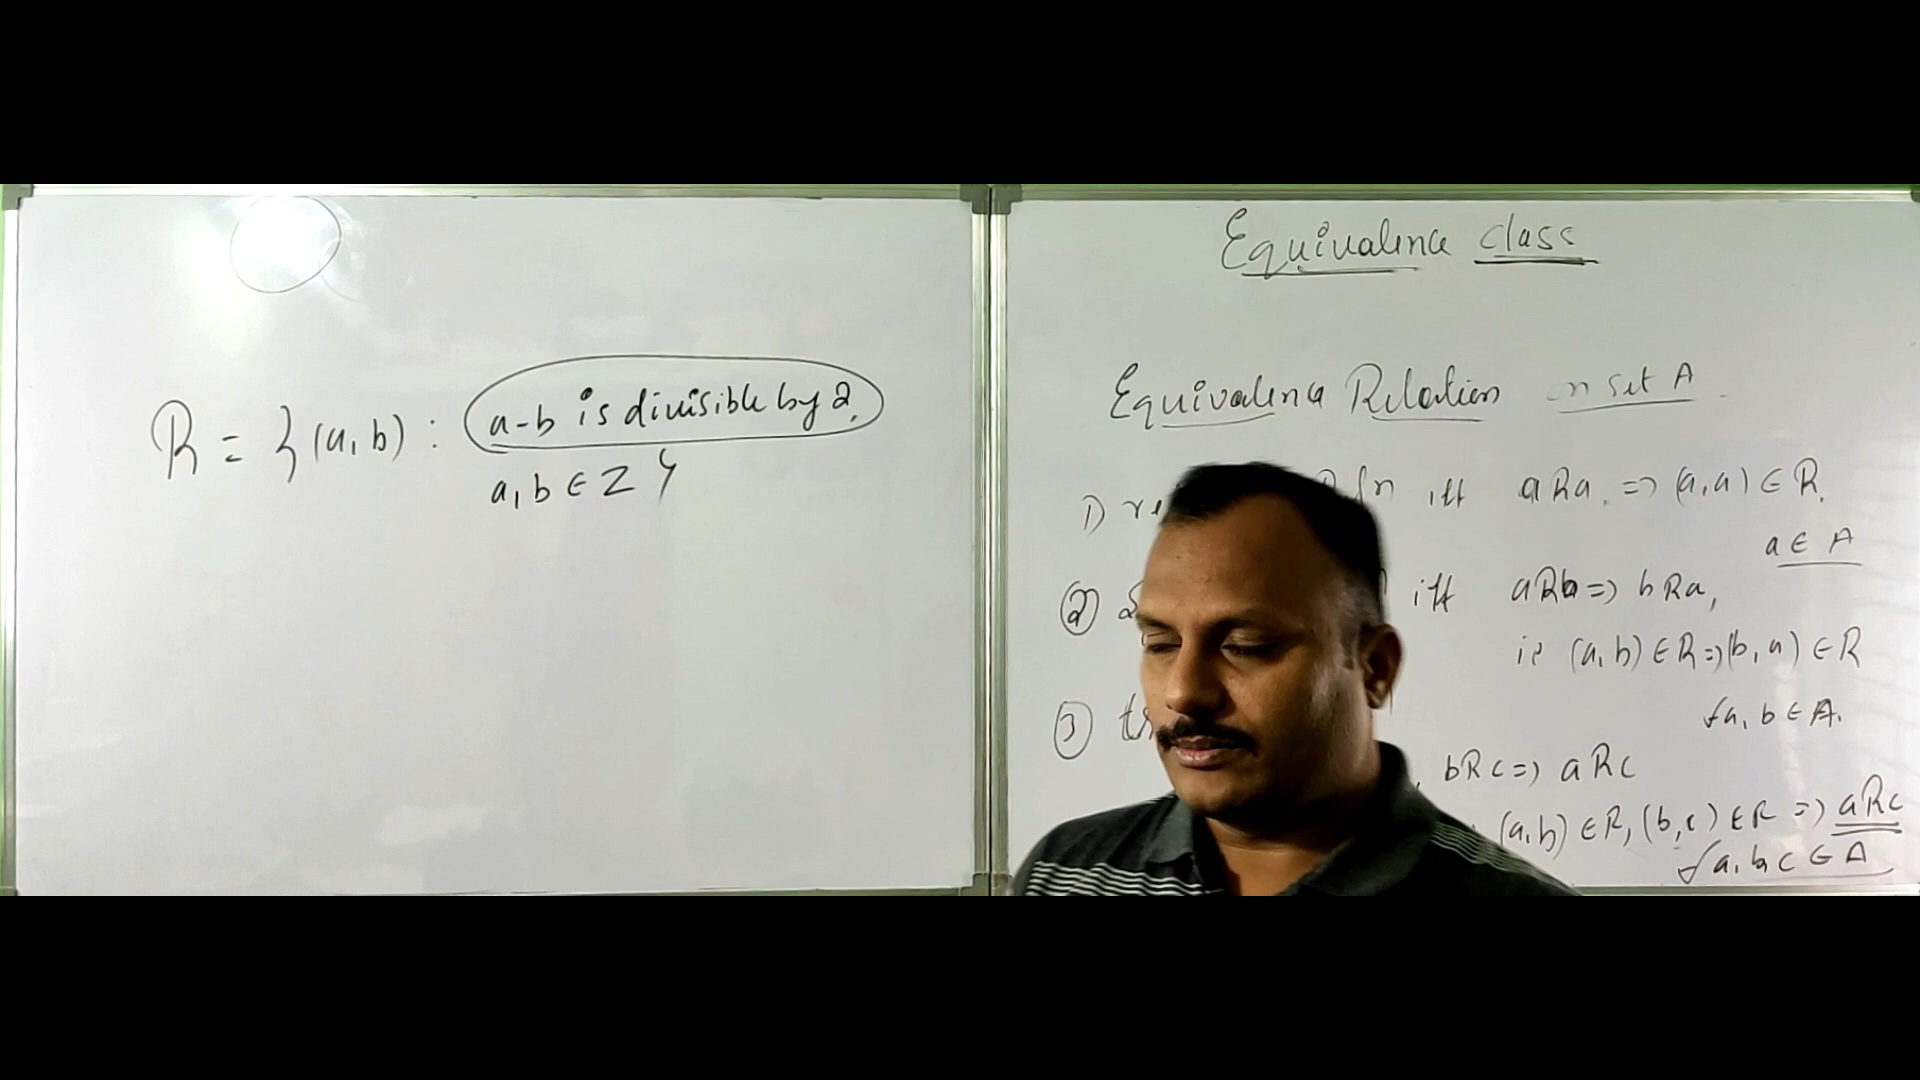 R = { (a, b) : a-b is divisible by 2,
a, b ∈ Z }
Equivalence class
Equivalence Relation on set A
1) iff aRa, => (a, a) ∈ R,
a ∈ A
② iff aRb => bRa,
ie (a, b) ∈ R => (b, a) ∈ R
∀ a, b ∈ A.
③ bRc => aRc
(a, b) ∈ R, (b, c) ∈ R => aRc
∀ a, b, c ∈ A